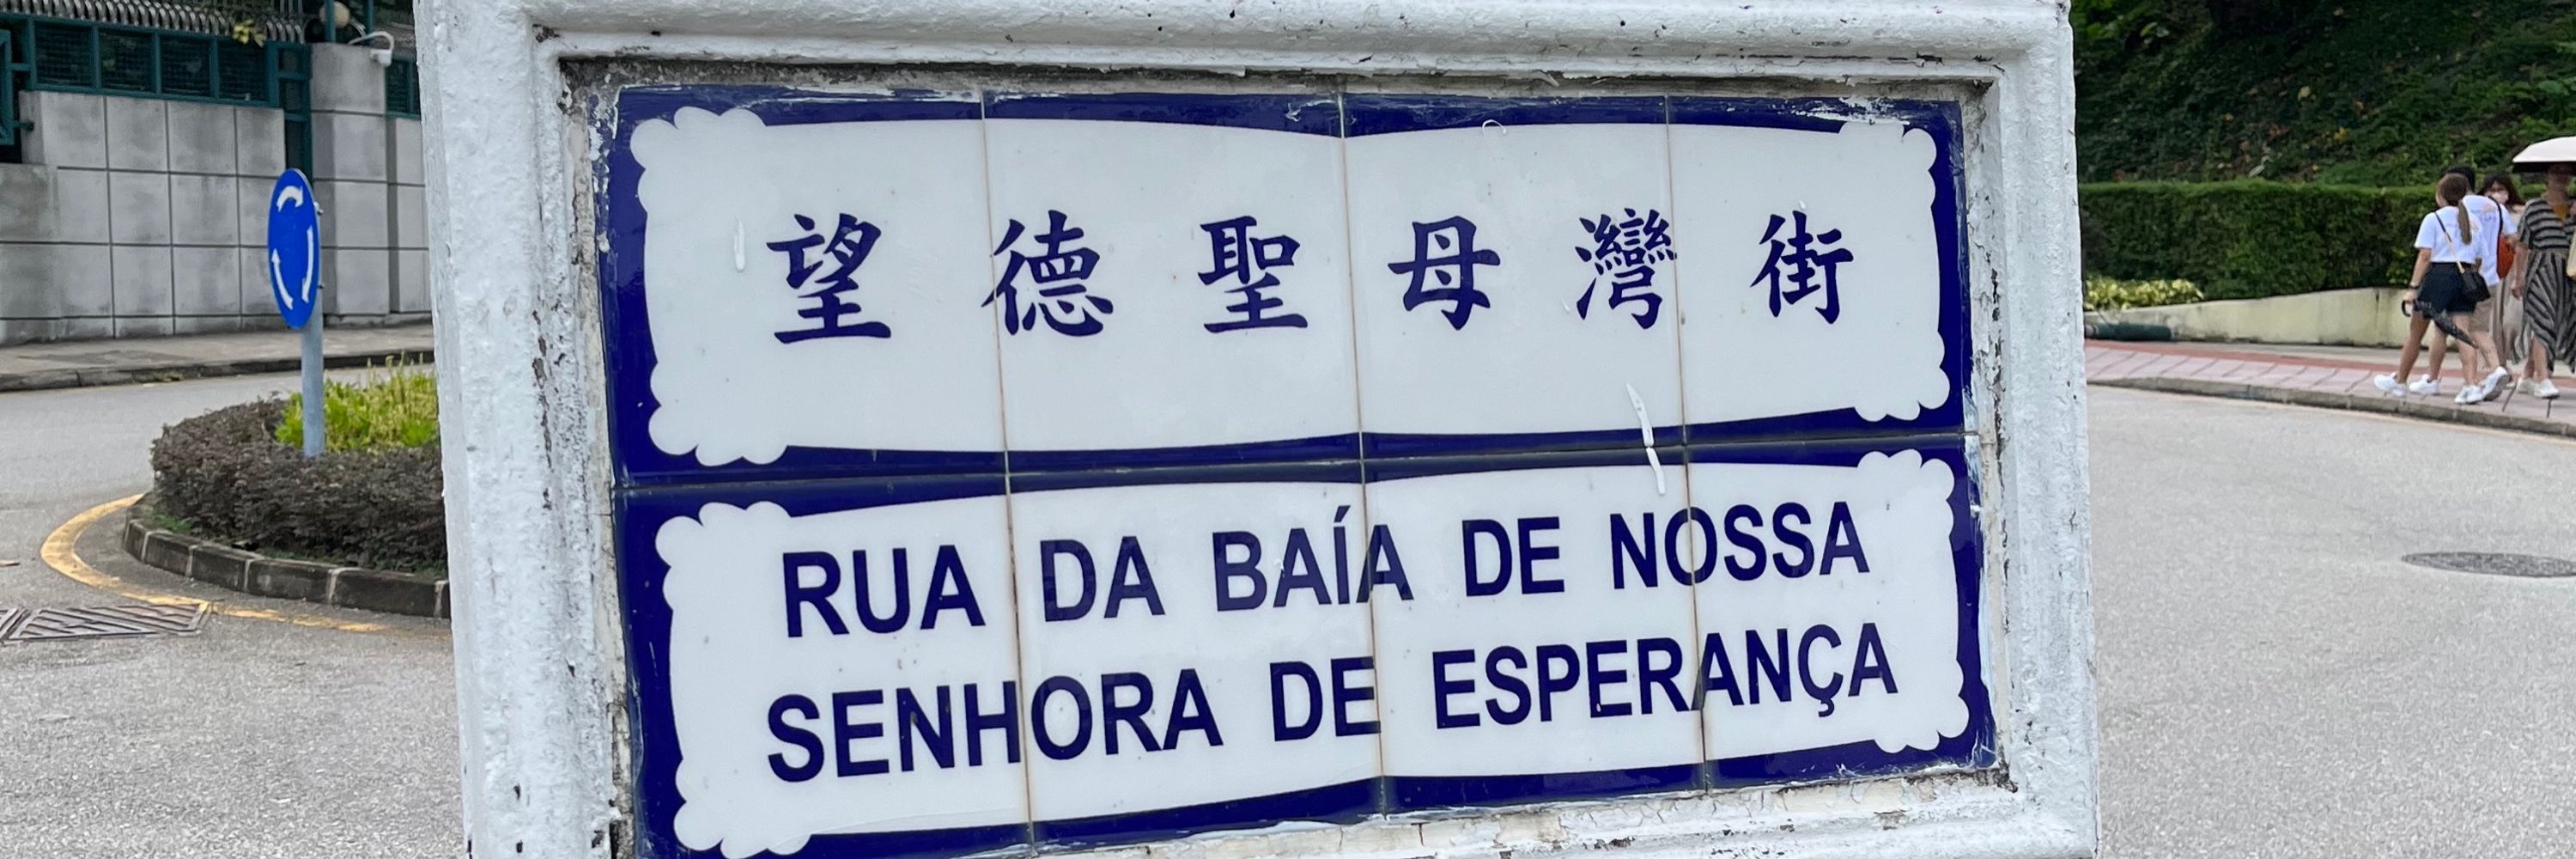 望德聖母灣街
RUA DA BAÍA DE NOSSA
SENHORA DE ESPERANÇA